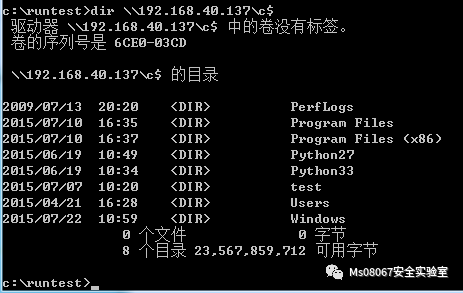 c:\runtest>dir \\192.168.40.137\c$
驱动器 \\192.168.40.137\c$ 中的卷没有标签。
卷的序列号是 6CE0-03CD
\\192.168.40.137\c$ 的目录
2009/07/13  20:20    <DIR>          PerfLogs
2015/07/10  16:35    <DIR>          Program Files
2015/07/10  16:37    <DIR>          Program Files (x86)
2015/06/19  10:49    <DIR>          Python27
2015/06/19  10:34    <DIR>          Python33
2015/07/07  10:20    <DIR>          test
2015/04/21  16:28    <DIR>          Users
2015/07/22  10:59    <DIR>          Windows
0 个文件              0 字节
8 个目录 23,567,859,712 可用字节
Ms08067安全实验室
c:\runtest>